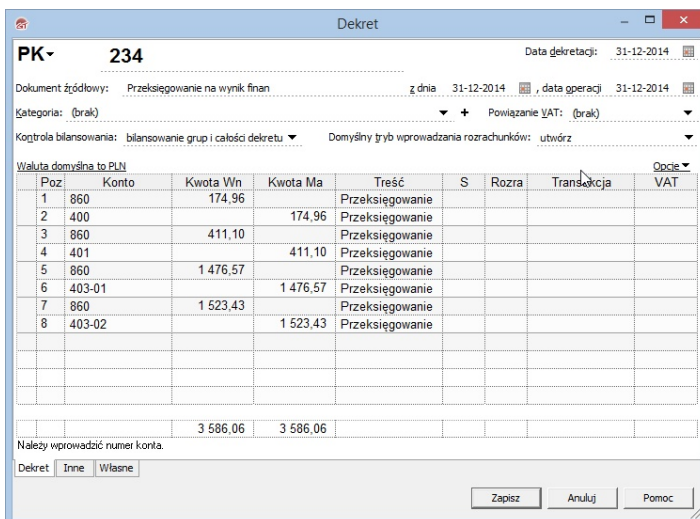 Dekret
PK 234 Data dekretacji: 31-12-2014
Dokument źródłowy: Przeksięgowanie na wynik finan z dnia 31-12-2014 , data operacji 31-12-2014
Kategoria: (brak) + Powiązanie VAT: (brak)
Kontrola bilansowania: bilansowanie grup i całości dekretu Domyślny tryb wprowadzania rozrachunków: utwórz
Waluta domyślna to PLN Opcje
Poz Konto Kwota Wn Kwota Ma Treść S Rozra Transakcja VAT
1 860 174,96 Przeksięgowanie
2 400 174,96 Przeksięgowanie
3 860 411,10 Przeksięgowanie
4 401 411,10 Przeksięgowanie
5 860 1 476,57 Przeksięgowanie
6 403-01 1 476,57 Przeksięgowanie
7 860 1 523,43 Przeksięgowanie
8 403-02 1 523,43 Przeksięgowanie
3 586,06 3 586,06
Należy wprowadzić numer konta.
Dekret Inne Własne
Zapisz Anuluj Pomoc